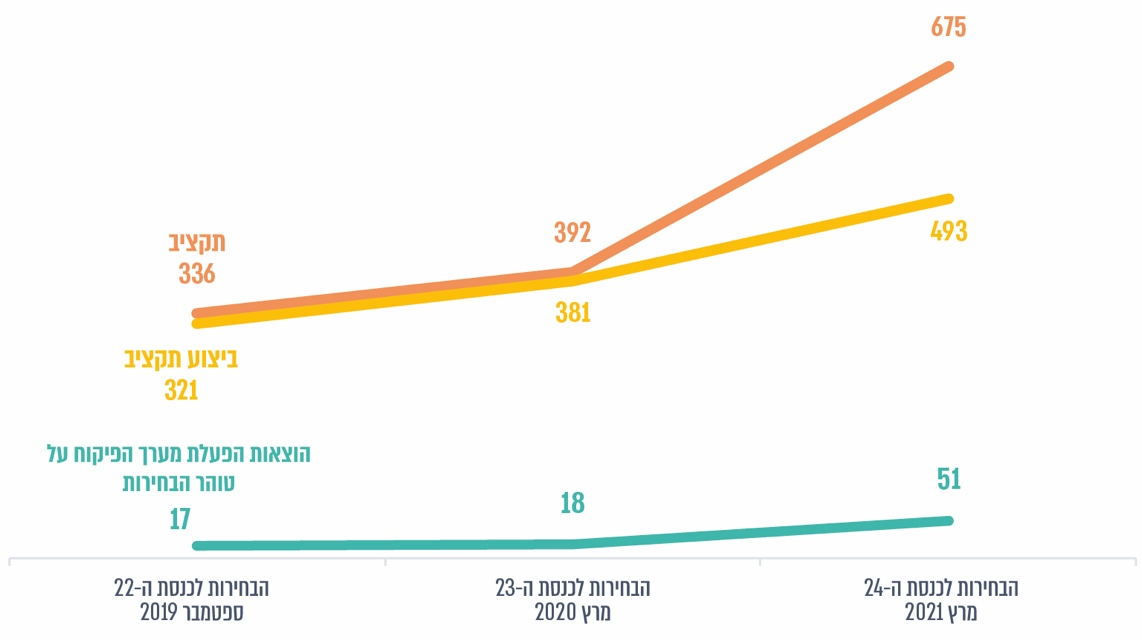 675
392
493
תקציב
336
381
ביצוע תקציב
321
הוצאות הפעלת מערך הפיקוח על
טוהר הבחירות
17
18
51
הבחירות לכנסת ה-22
ספטמבר 2019
הבחירות לכנסת ה-23
מרץ 2020
הבחירות לכנסת ה-24
מרץ 2021